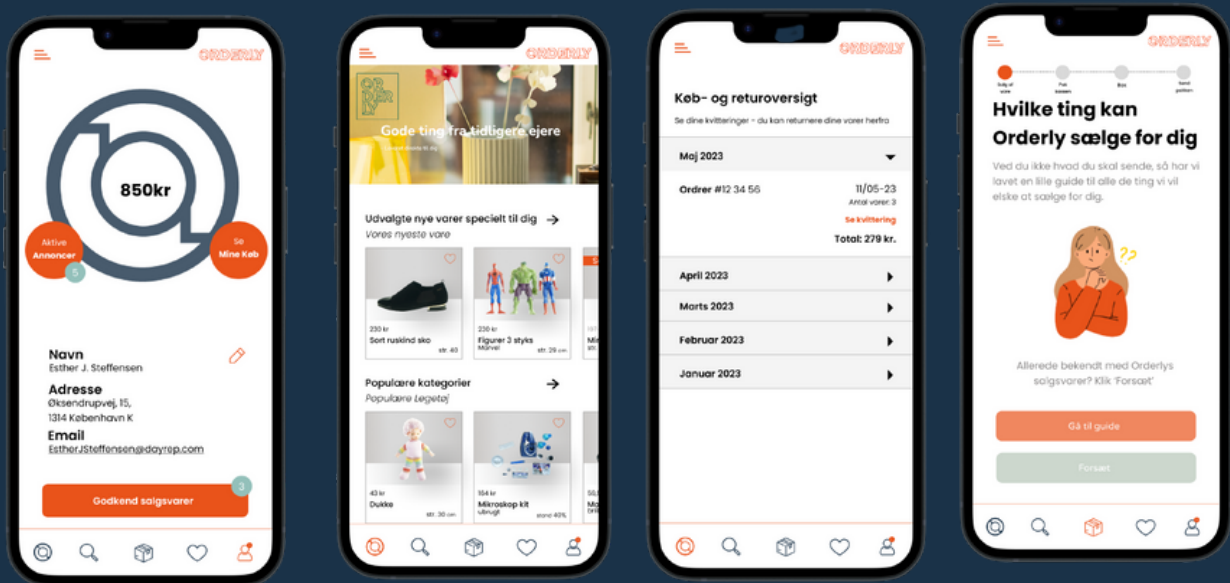 ORDERLY
850kr
Aktive
Annoncer
5
Se
Mine Køb
Navn
Esther J. Steffensen
Adresse
Øksendrupvej, 15,
1314 København K
Email
EstherJSteffensen@dayrep.com
3
Godkend salgsvarer
ORDERLY
ORDERLY
Gode ting fra tidligere ejere
Udvalgte nye varer specielt til dig →
Vores nyeste vare
230 kr
Sort ruskind sko
str. 40
230 kr
Figurer 3 styks
Marvel
str. 29 cm
Populære kategorier →
Populære Legetøj
43 kr
Dukke
str. 30 cm
164 kr
Mikroskop kit
ubrugt
stand 40%
ORDERLY
Køb- og returoversigt
Se dine kvitteringer - du kan returnere dine varer herfra
Maj 2023
Ordrer #12 34 56
11/05-23
Antal varer: 3
Se kvittering
Total: 279 kr.
April 2023
Marts 2023
Februar 2023
Januar 2023
ORDERLY
Salg af
vare
Box
Send
pakken
Hvilke ting kan
Orderly sælge for dig
Ved du ikke hvad du skal sende, så har vi
lavet en lille guide til alle de ting vi vil
elske at sælge for dig.
??
Allerede bekendt med Orderlys
salgsvarer? Klik 'Forsæt'
Gå til guide
Forsæt